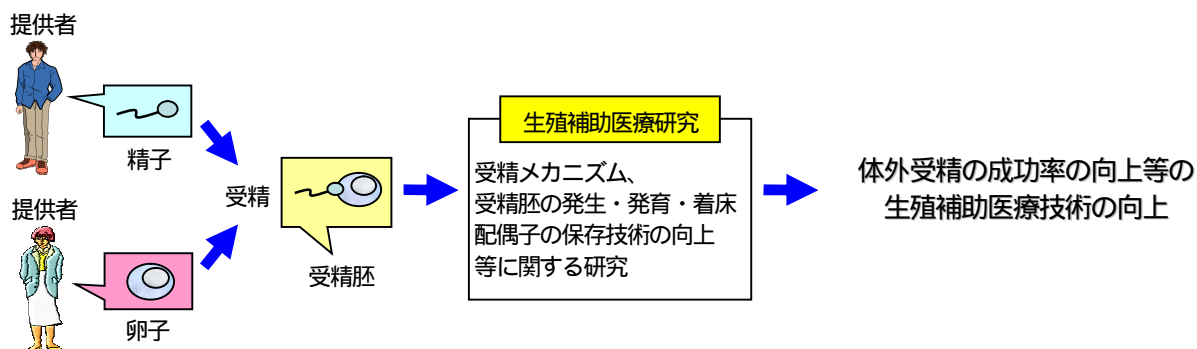 提供者
精子
提供者
卵子
受精
受精胚
生殖補助医療研究
受精メカニズム、
受精胚の発生・発育・着床
配偶子の保存技術の向上
等に関する研究
体外受精の成功率の向上等の
生殖補助医療技術の向上